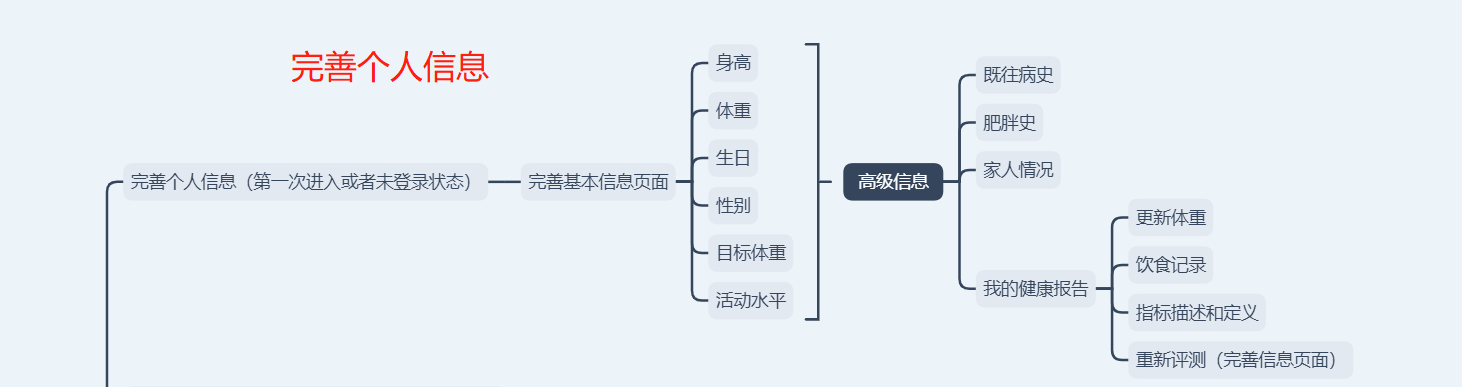 完善个人信息
完善个人信息（第一次进入或者未登录状态）
完善基本信息页面
身高
体重
生日
性别
目标体重
活动水平
高级信息
既往病史
肥胖史
家人情况
我的健康报告
更新体重
饮食记录
指标描述和定义
重新评测（完善信息页面）